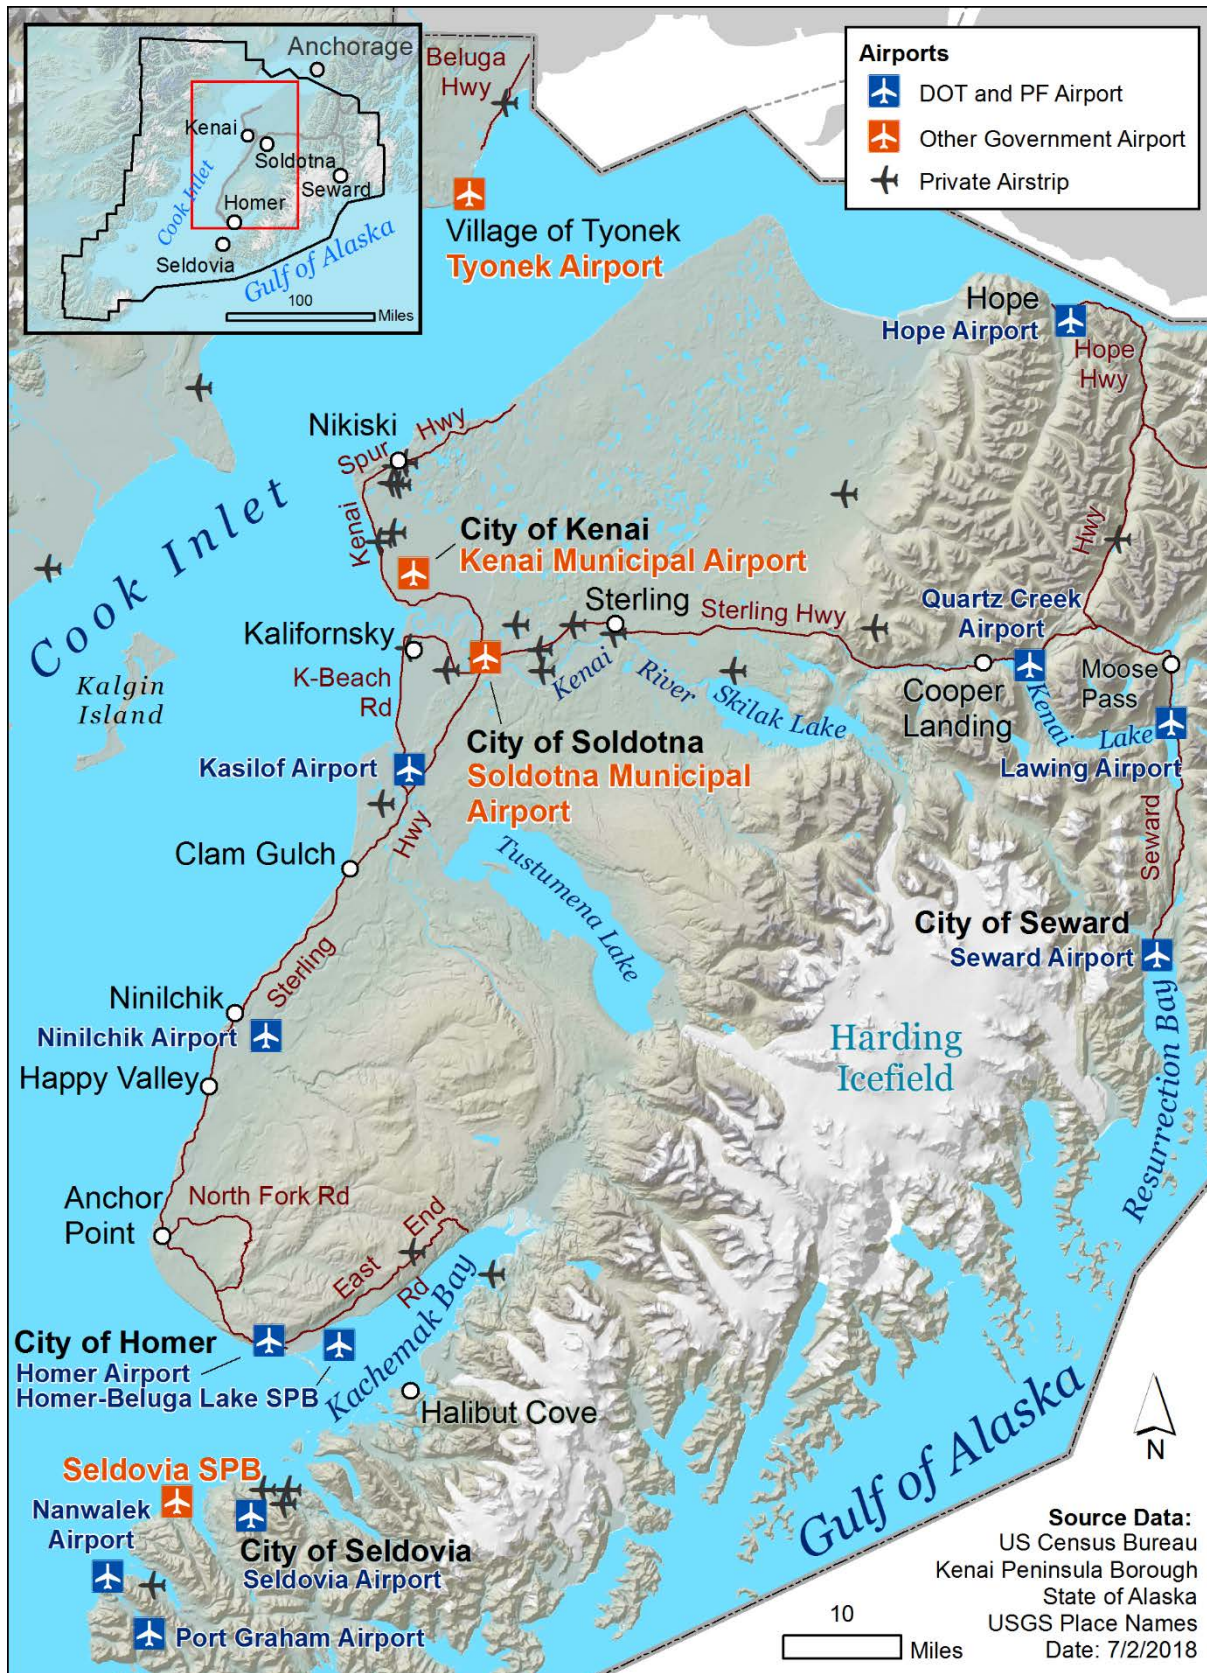 Anchorage
Kenai
Soldotna
Seward
Homer
Seldovia
Cook Inlet
Gulf of Alaska
100
Miles
Airports
DOT and PF Airport
Other Government Airport
Private Airstrip
Beluga
Hwy
Village of Tyonek
Tyonek Airport
Hope
Hope Airport
Hope
Hwy
Nikiski
Kenai
Spur
Hwy
Cook Inlet
City of Kenai
Kenai Municipal Airport
Hwy
Sterling
Sterling Hwy
Quartz Creek
Airport
Kalifornsky
K-Beach
Rd
Kenai
River
Skilak Lake
Cooper
Landing
Moose
Pass
Kenai
Lake
Lawing Airport
Kalgin
Island
City of Soldotna
Soldotna Municipal
Airport
Kasilof Airport
Hwy
Seward
Clam Gulch
Tustumena Lake
City of Seward
Seward Airport
Sterling
Ninilchik
Ninilchik Airport
Happy Valley
Harding
Icefield
Resurrection Bay
Anchor
Point
North Fork Rd
East
End
Rd
Kachemak Bay
City of Homer
Homer Airport
Homer-Beluga Lake SPB
Halibut Cove
Gulf of Alaska
N
Seldovia SPB
Nanwalek
Airport
City of Seldovia
Seldovia Airport
Port Graham Airport
10
Miles
Source Data:
US Census Bureau
Kenai Peninsula Borough
State of Alaska
USGS Place Names
Date: 7/2/2018